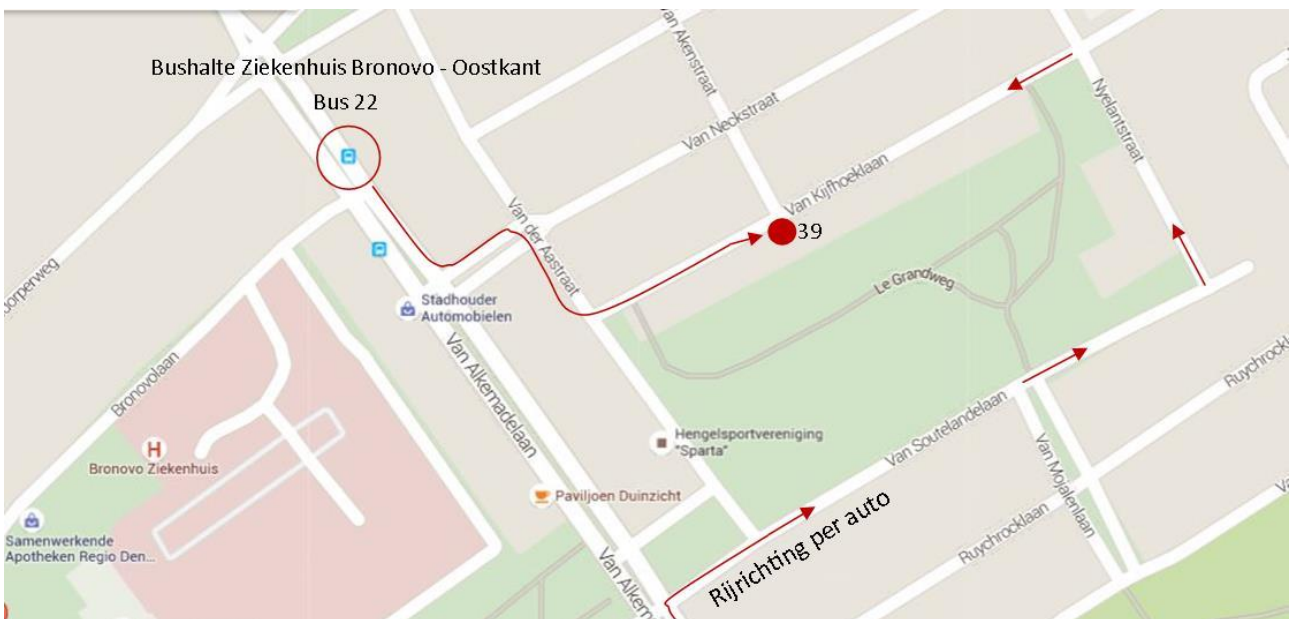 Bushalte Ziekenhuis Bronovo - Oostkant
Bus 22
van Akenstraat
Van Neckstraat
Nyelantstraat
Van Kijfhoeklaan
39
Van der Aastraat
Le Grandweg
Stadhouder
Automobielen
Bronovolaan
Van Alkemadelaan
Ruychrocklaan
Hengelsportvereniging
"Sparta"
Van Soutelandelaan
H
Bronovo Ziekenhuis
Van Mojalenlaan
Paviljoen Duinzicht
Rijrichting per auto
Samenwerkende
Apotheken Regio Den...
Ruychrocklaan
Van Alke